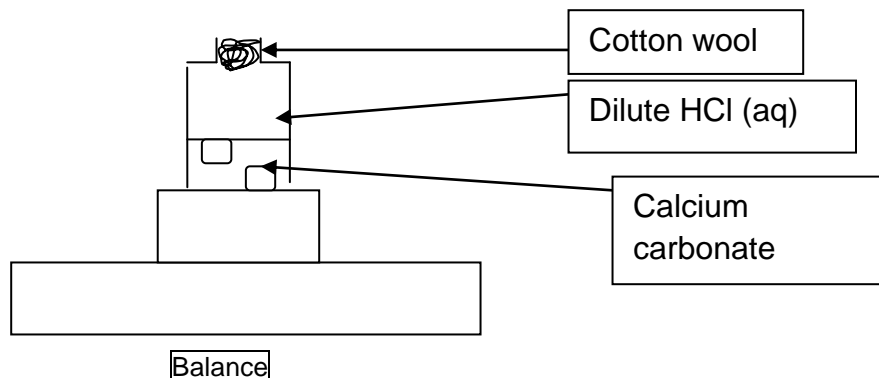 Cotton wool
Dilute HCl (aq)
Calcium
carbonate
Balance